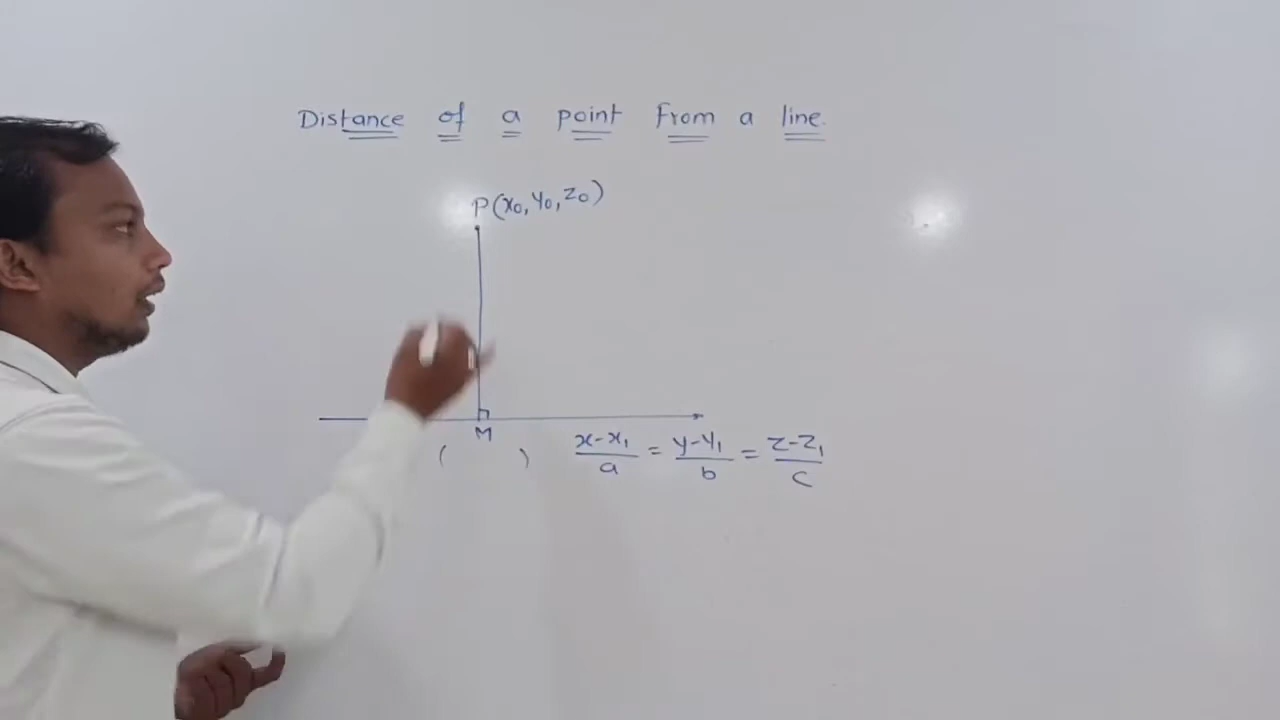 Distance of a point From a line.
P(x₀, y₀, z₀)
M
( ) x-x₁/a = y-y₁/b = z-z₁/c